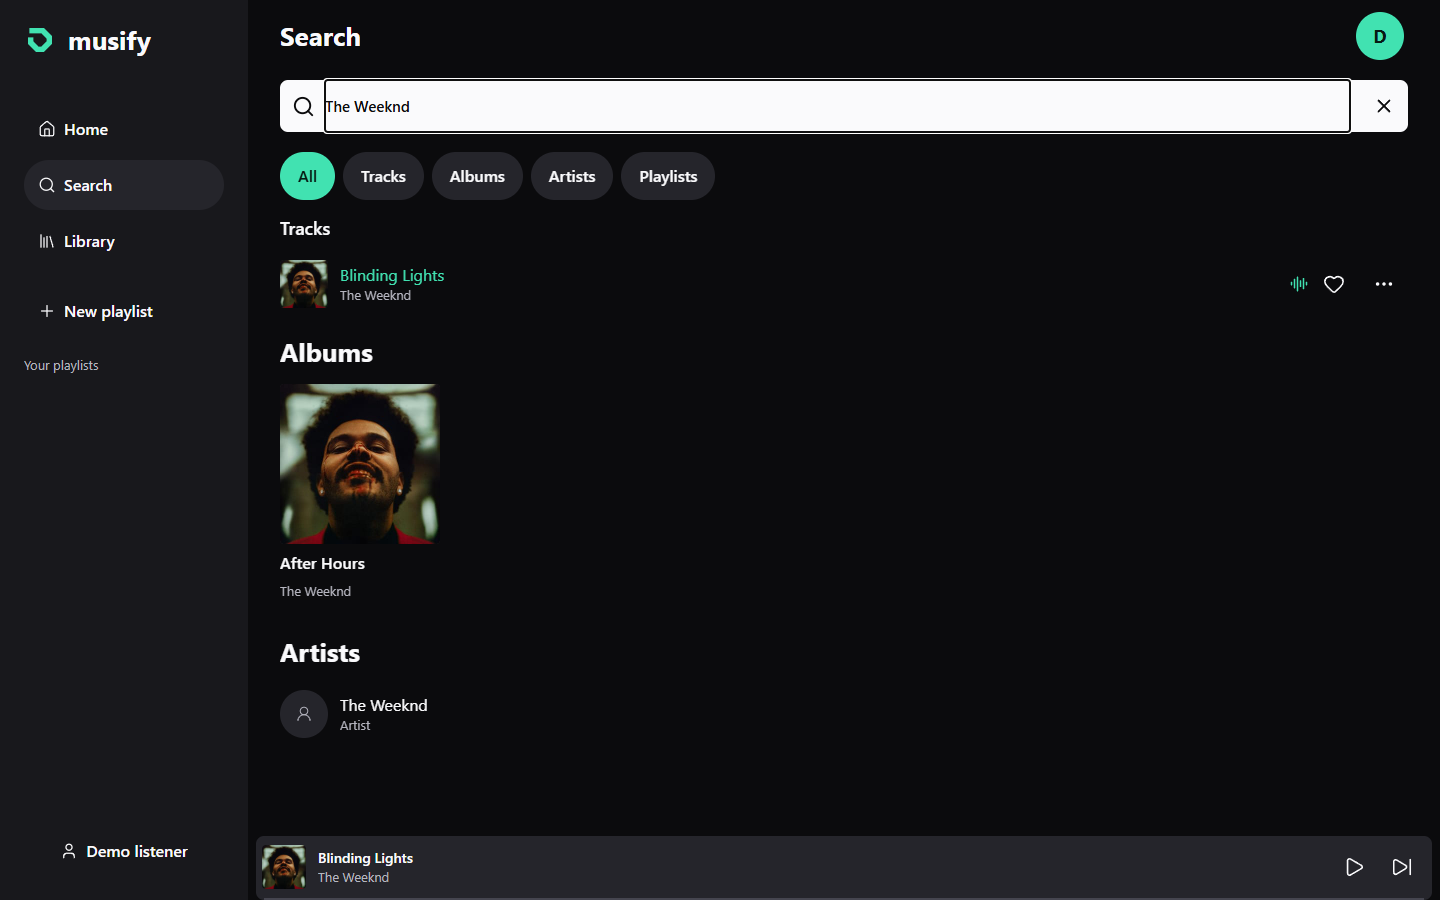 musify
Home
Search
Library
New playlist
Your playlists
Demo listener
Search
D
The Weeknd
All
Tracks
Albums
Artists
Playlists
Tracks
Blinding Lights
The Weeknd
Albums
After Hours
The Weeknd
Artists
The Weeknd
Artist
Blinding Lights
The Weeknd